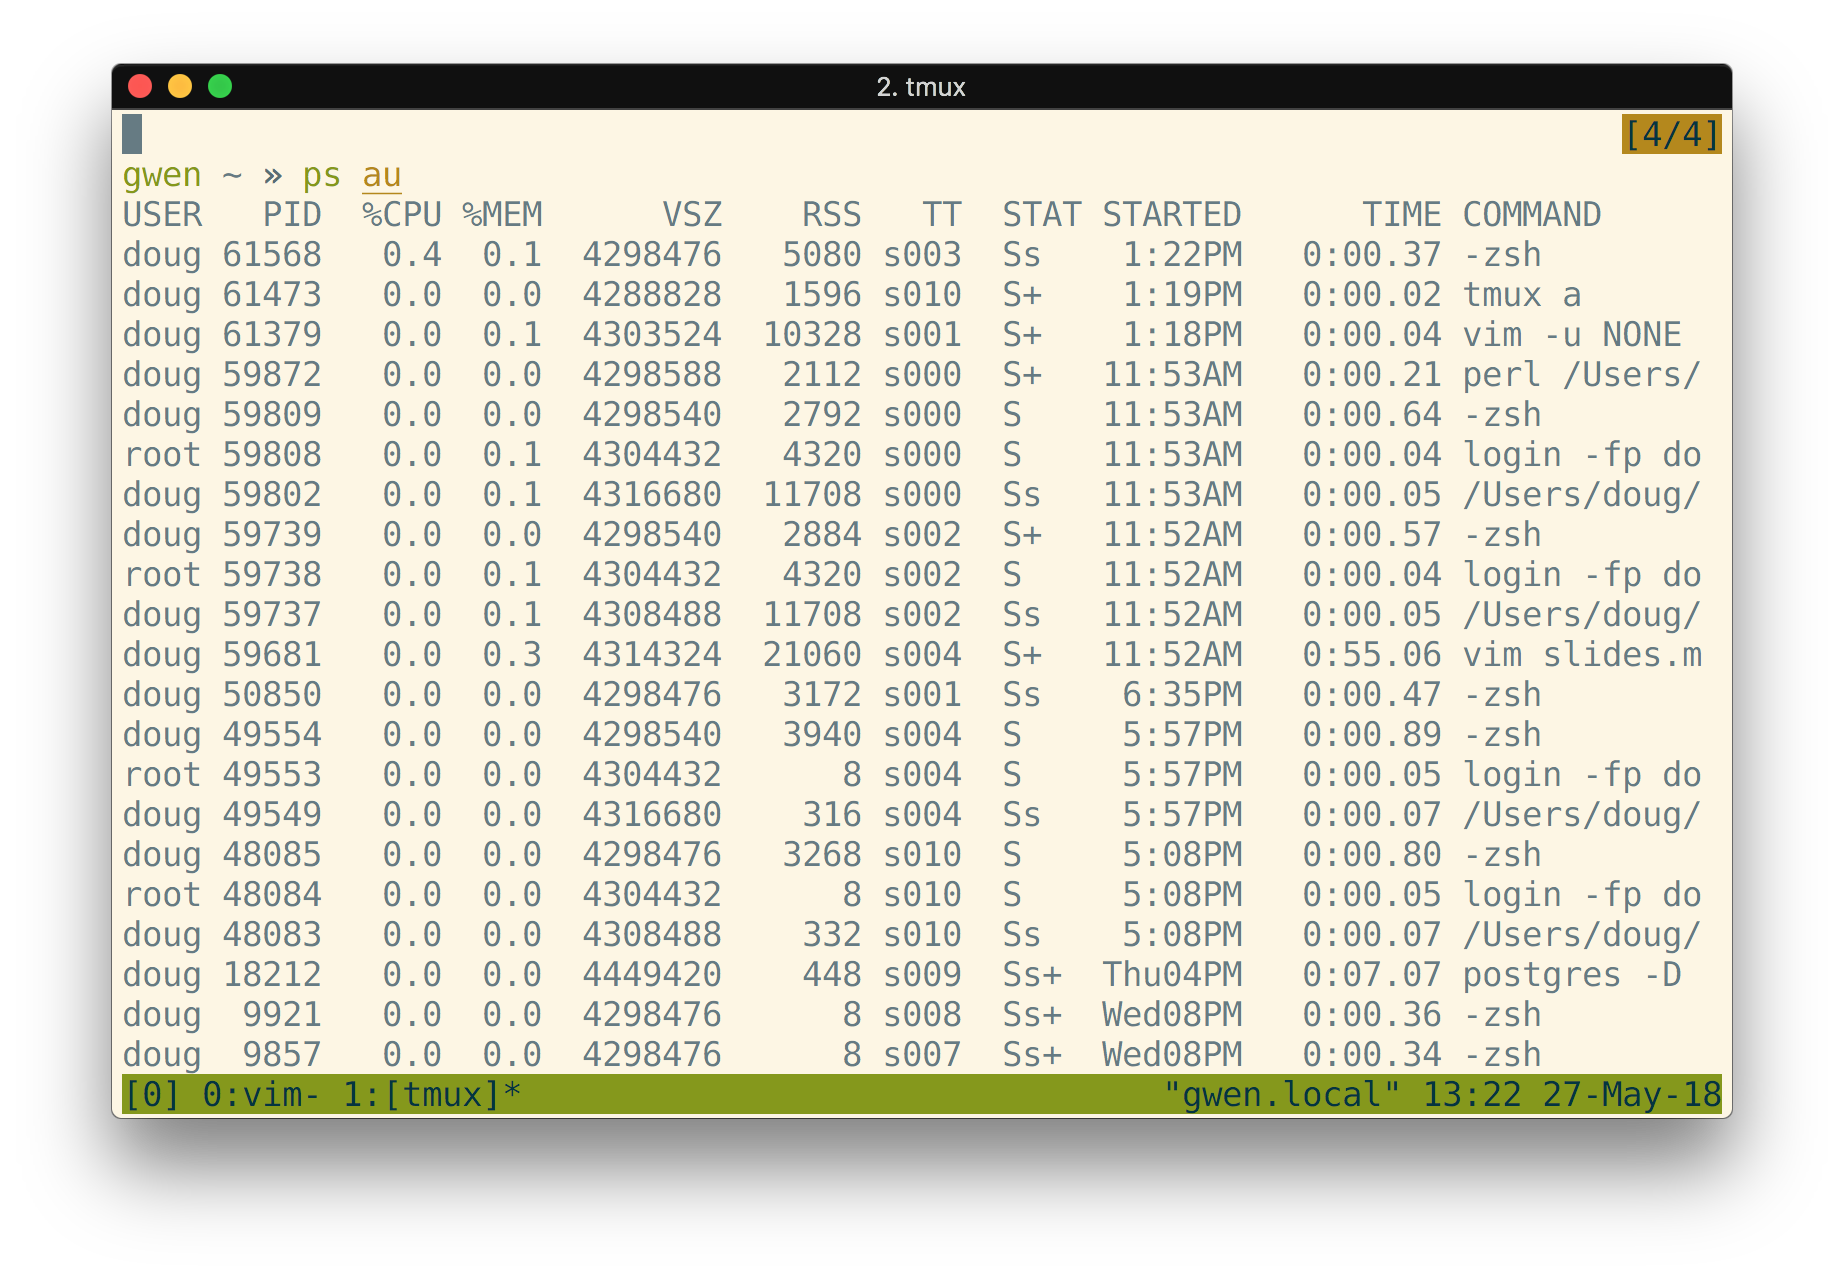 2. tmux
[4/4]
gwen ~ » ps au
USER   PID  %CPU %MEM      VSZ    RSS   TT  STAT STARTED      TIME COMMAND
doug 61568   0.4  0.1  4298476   5080 s003  Ss    1:22PM   0:00.37 -zsh
doug 61473   0.0  0.0  4288828   1596 s010  S+    1:19PM   0:00.02 tmux a
doug 61379   0.0  0.1  4303524  10328 s001  S+    1:18PM   0:00.04 vim -u NONE
doug 59872   0.0  0.0  4298588   2112 s000  S+   11:53AM   0:00.21 perl /Users/
doug 59809   0.0  0.0  4298540   2792 s000  S    11:53AM   0:00.64 -zsh
root 59808   0.0  0.1  4304432   4320 s000  S    11:53AM   0:00.04 login -fp do
doug 59802   0.0  0.1  4316680  11708 s000  Ss   11:53AM   0:00.05 /Users/doug/
doug 59739   0.0  0.0  4298540   2884 s002  S+   11:52AM   0:00.57 -zsh
root 59738   0.0  0.1  4304432   4320 s002  S    11:52AM   0:00.04 login -fp do
doug 59737   0.0  0.1  4308488  11708 s002  Ss   11:52AM   0:00.05 /Users/doug/
doug 59681   0.0  0.3  4314324  21060 s004  S+   11:52AM   0:55.06 vim slides.m
doug 50850   0.0  0.0  4298476   3172 s001  Ss    6:35PM   0:00.47 -zsh
doug 49554   0.0  0.0  4298540   3940 s004  S     5:57PM   0:00.89 -zsh
root 49553   0.0  0.0  4304432      8 s004  S     5:57PM   0:00.05 login -fp do
doug 49549   0.0  0.0  4316680    316 s004  Ss    5:57PM   0:00.07 /Users/doug/
doug 48085   0.0  0.0  4298476   3268 s010  S     5:08PM   0:00.80 -zsh
root 48084   0.0  0.0  4304432      8 s010  S     5:08PM   0:00.05 login -fp do
doug 48083   0.0  0.0  4308488    332 s010  Ss    5:08PM   0:00.07 /Users/doug/
doug 18212   0.0  0.0  4449420    448 s009  Ss+  Thu04PM   0:07.07 postgres -D
doug  9921   0.0  0.0  4298476      8 s008  Ss+  Wed08PM   0:00.36 -zsh
doug  9857   0.0  0.0  4298476      8 s007  Ss+  Wed08PM   0:00.34 -zsh
[0] 0:vim- 1:[tmux]* "gwen.local" 13:22 27-May-18